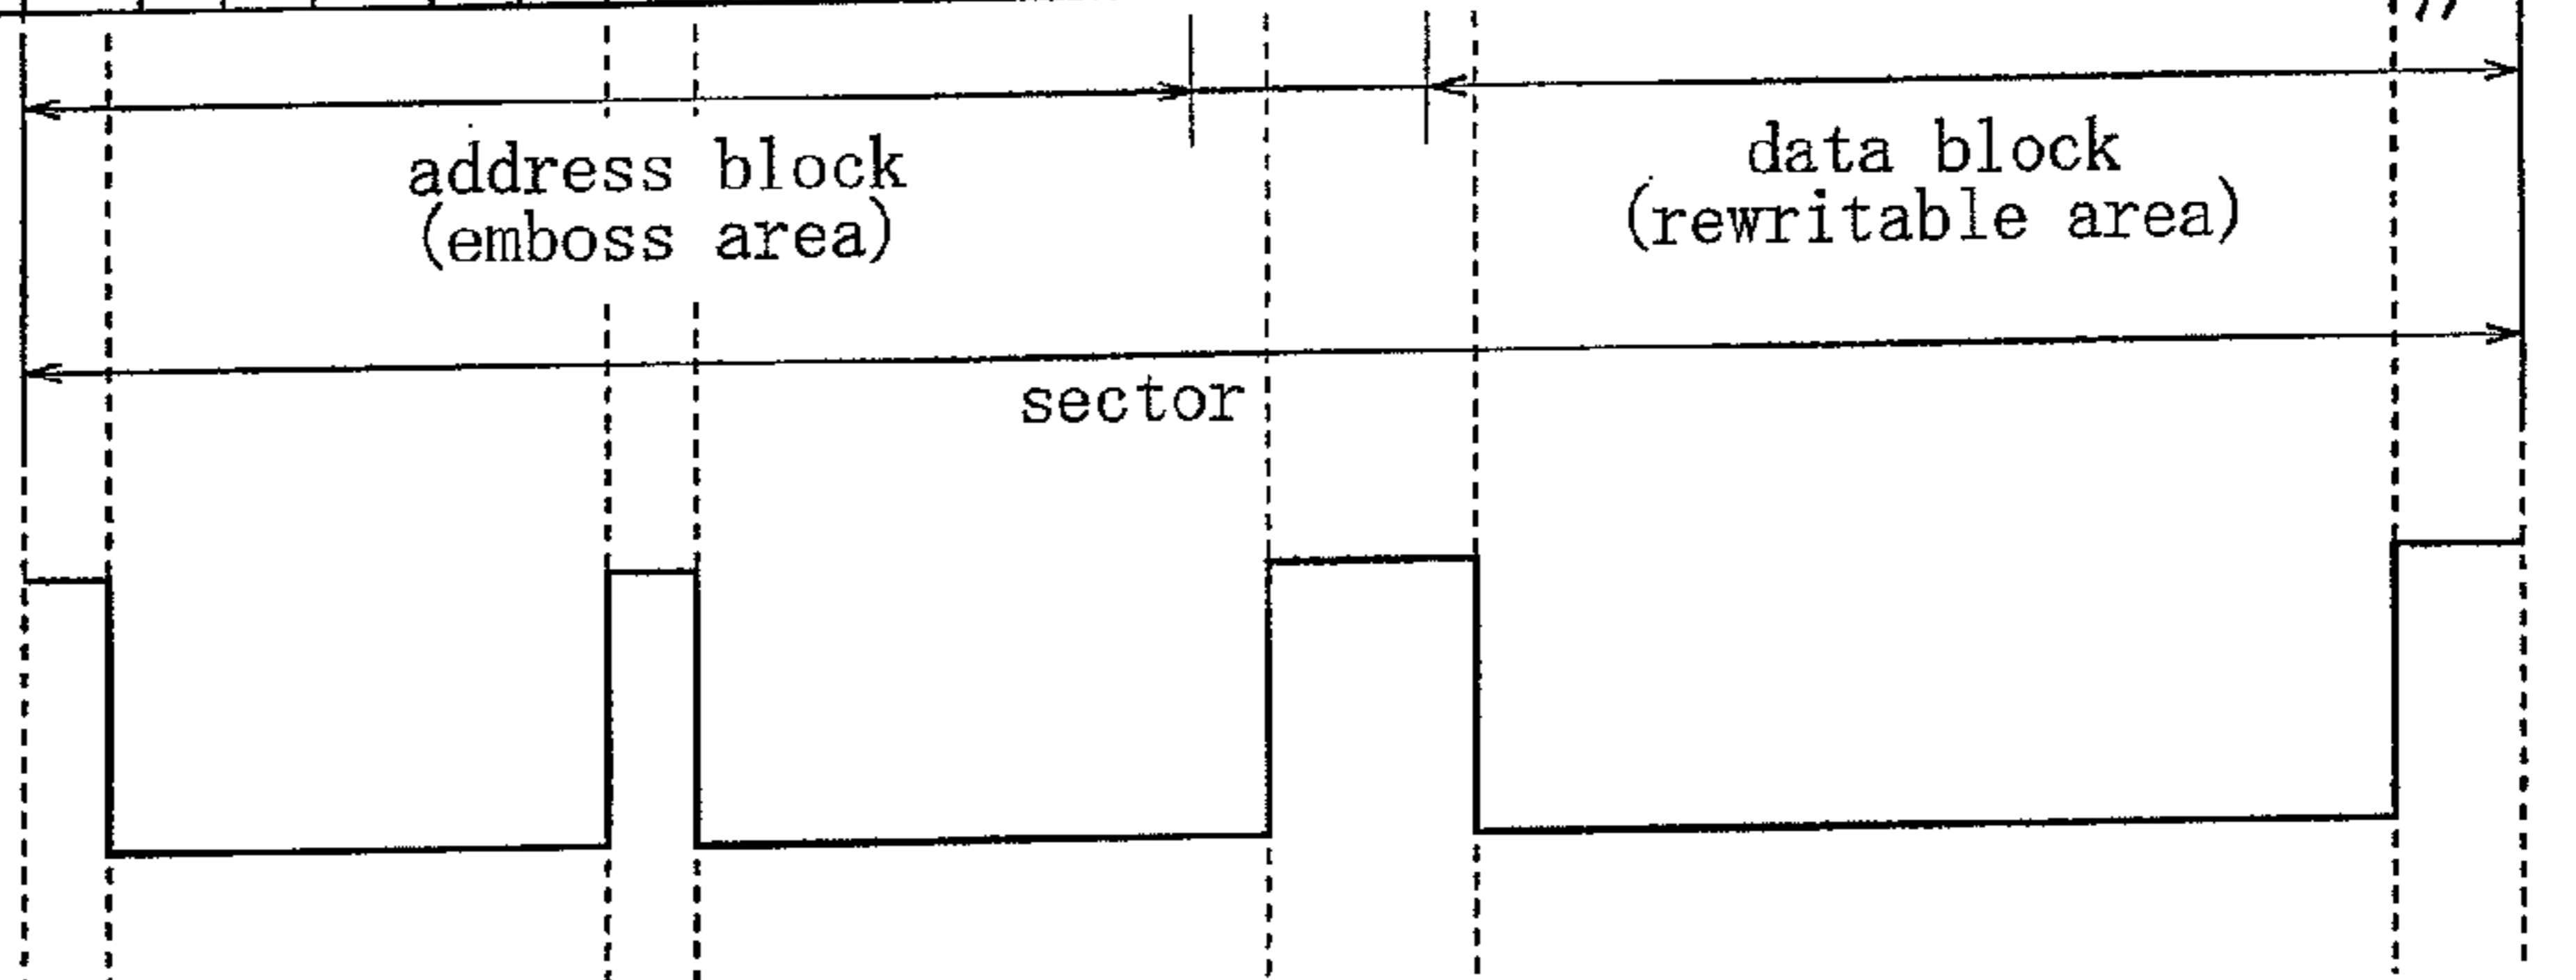 address block
(emboss area)
data block
(rewritable area)
sector